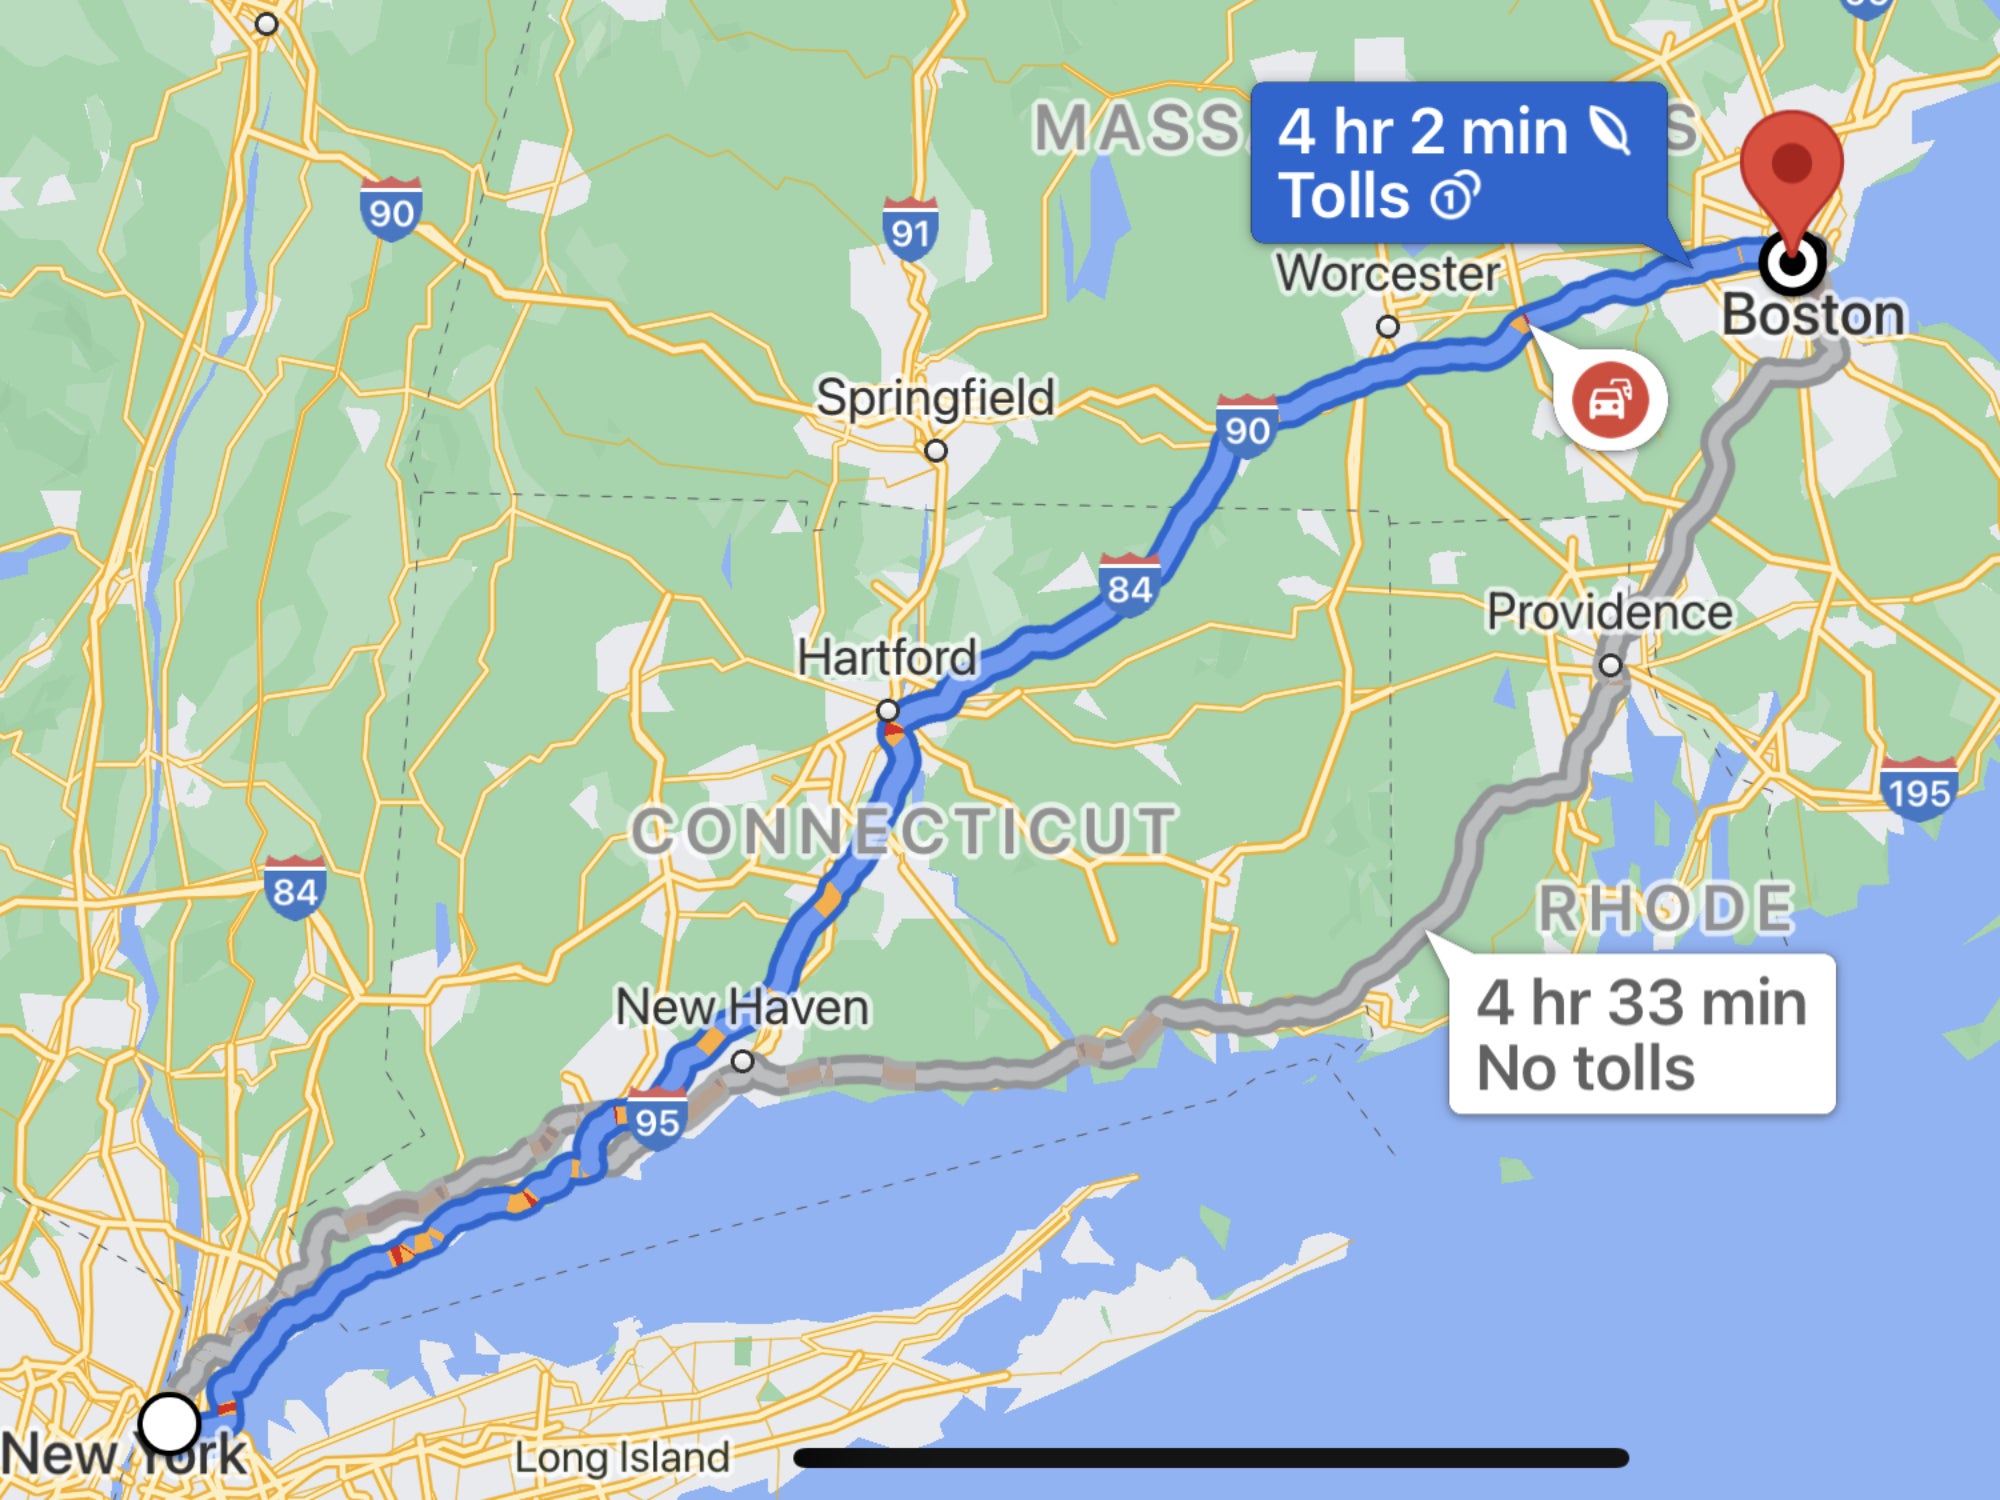 MASSA
S
4 hr 2 min
Tolls
90
91
Worcester
Boston
Springfield
90
84
Providence
Hartford
195
CONNECTICUT
84
RHODE
New Haven
4 hr 33 min
No tolls
95
New York
Long Island